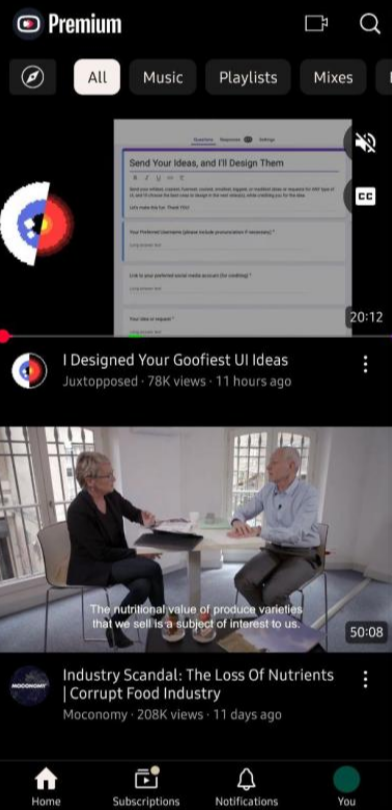 Premium
All
Music
Playlists
Mixes
Questions Responses Settings
Send Your Ideas, and I'll Design Them
Let's make this fun. Thank you!
Your Preferred Username (please include pronunciation if necessary) *
Long answer text
Link to your preferred social media account (for crediting) *
Long answer text
Your idea or request *
Long answer text
CC
20:12
I Designed Your Goofiest UI Ideas
Juxtopposed · 78K views · 11 hours ago
The nutritional value of produce varieties
that we sell is a subject of interest to us.
50:08
MOCONOMY
Industry Scandal: The Loss Of Nutrients
| Corrupt Food Industry
Moconomy · 208K views · 11 days ago
Home
Subscriptions
Notifications
You